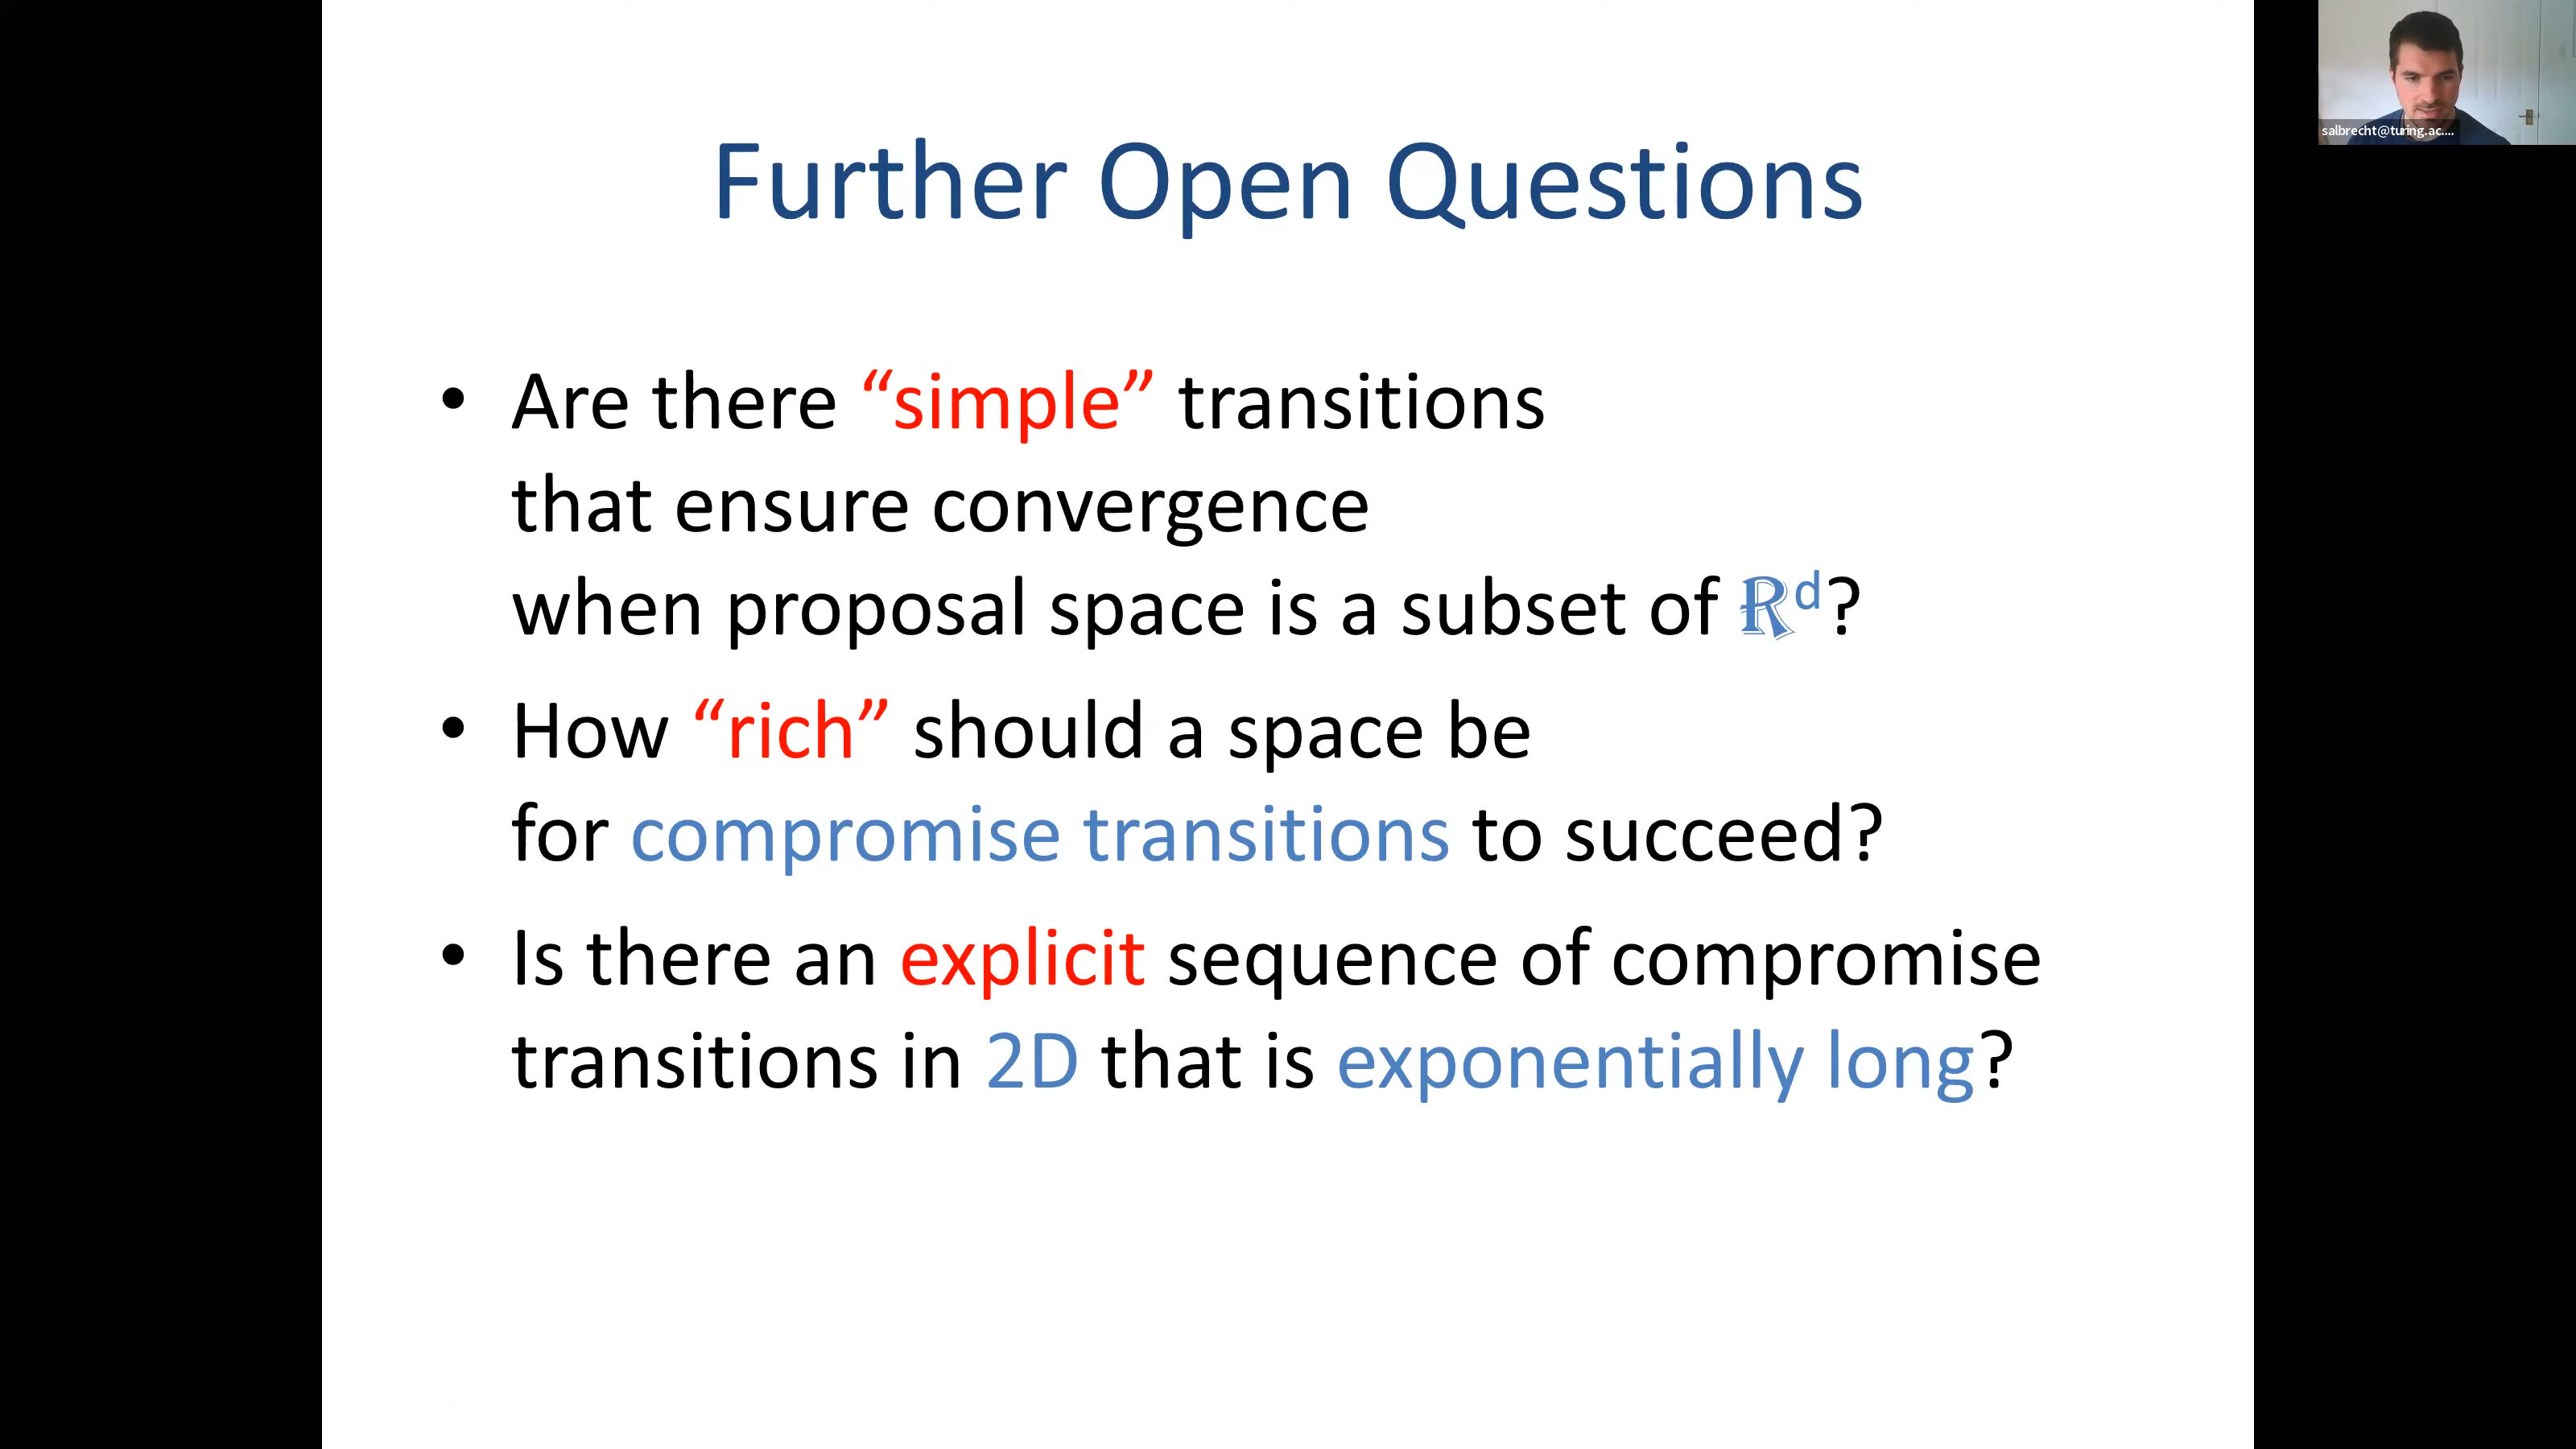 Further Open Questions
• Are there “simple” transitions
that ensure convergence
when proposal space is a subset of ℝᵈ?
• How “rich” should a space be
for compromise transitions to succeed?
• Is there an explicit sequence of compromise
transitions in 2D that is exponentially long?
salbrecht@turing.ac....